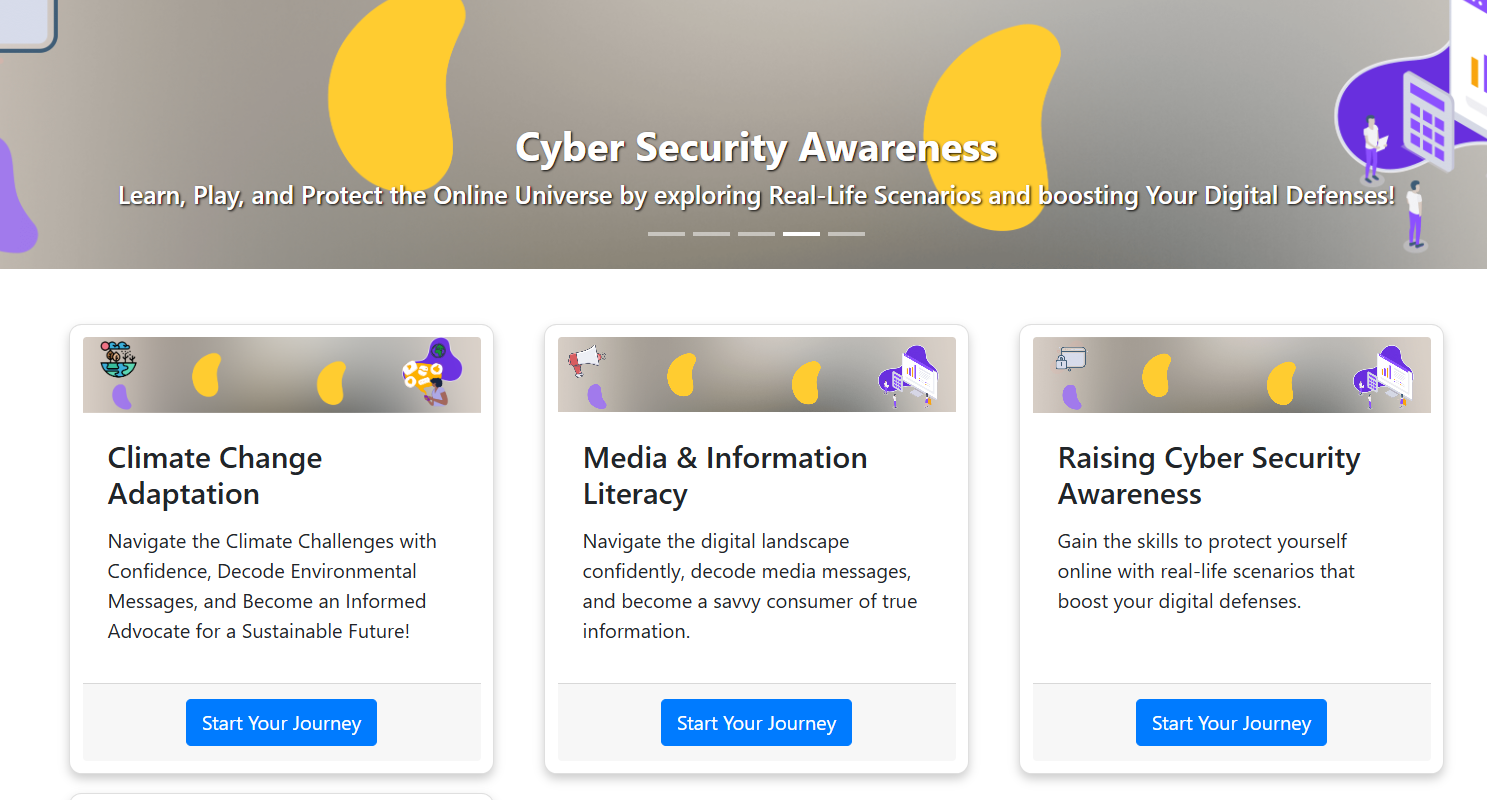 Cyber Security Awareness
Learn, Play, and Protect the Online Universe by exploring Real-Life Scenarios and boosting Your Digital Defenses!
Climate Change
Adaptation
Navigate the Climate Challenges with
Confidence, Decode Environmental
Messages, and Become an Informed
Advocate for a Sustainable Future!
Start Your Journey
Media & Information
Literacy
Navigate the digital landscape
confidently, decode media messages,
and become a savvy consumer of true
information.
Start Your Journey
Raising Cyber Security
Awareness
Gain the skills to protect yourself
online with real-life scenarios that
boost your digital defenses.
Start Your Journey